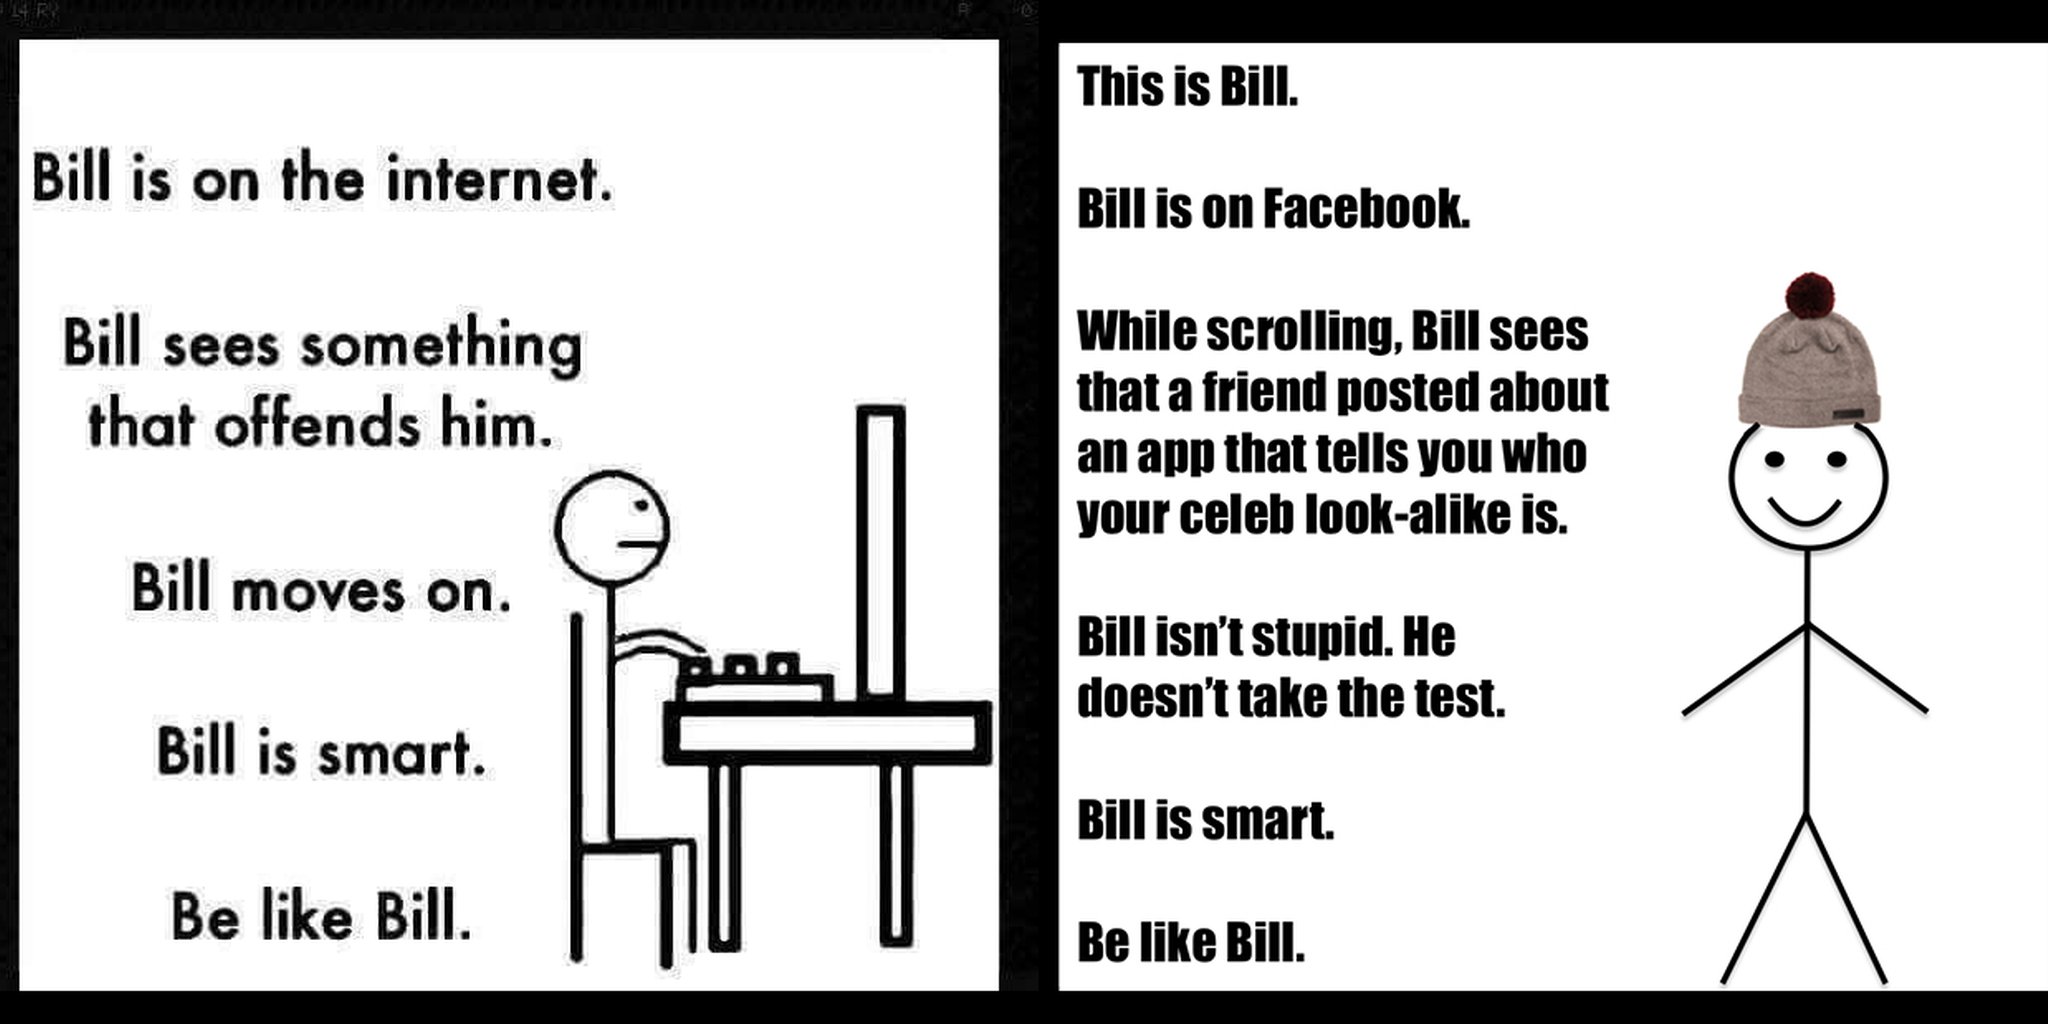 Bill is on the internet.
Bill sees something
that offends him.
Bill moves on.
Bill is smart.
Be like Bill.
This is Bill.
Bill is on Facebook.
While scrolling, Bill sees
that a friend posted about
an app that tells you who
your celeb look-alike is.
Bill isn’t stupid. He
doesn’t take the test.
Bill is smart.
Be like Bill.